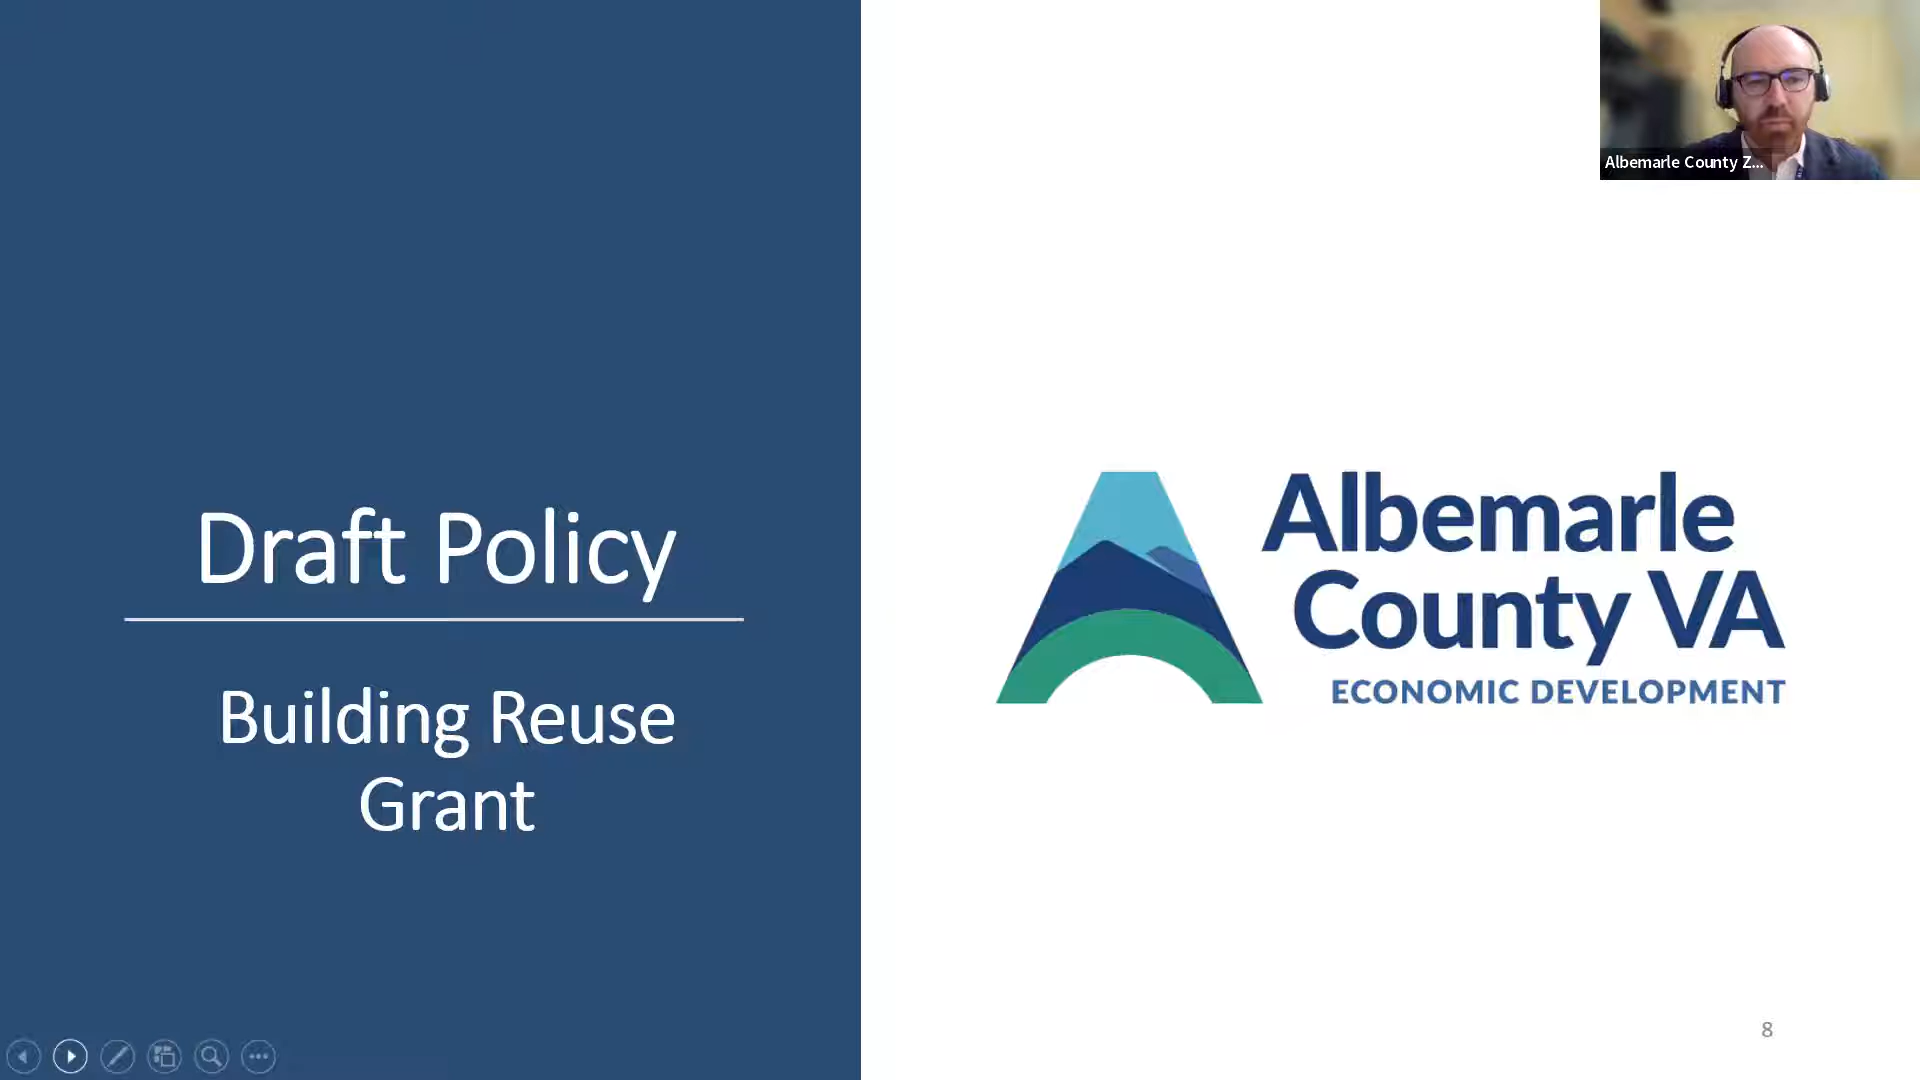 Albemarle County Z...
Draft Policy
Building Reuse
Grant
Albemarle
County VA
ECONOMIC DEVELOPMENT
8